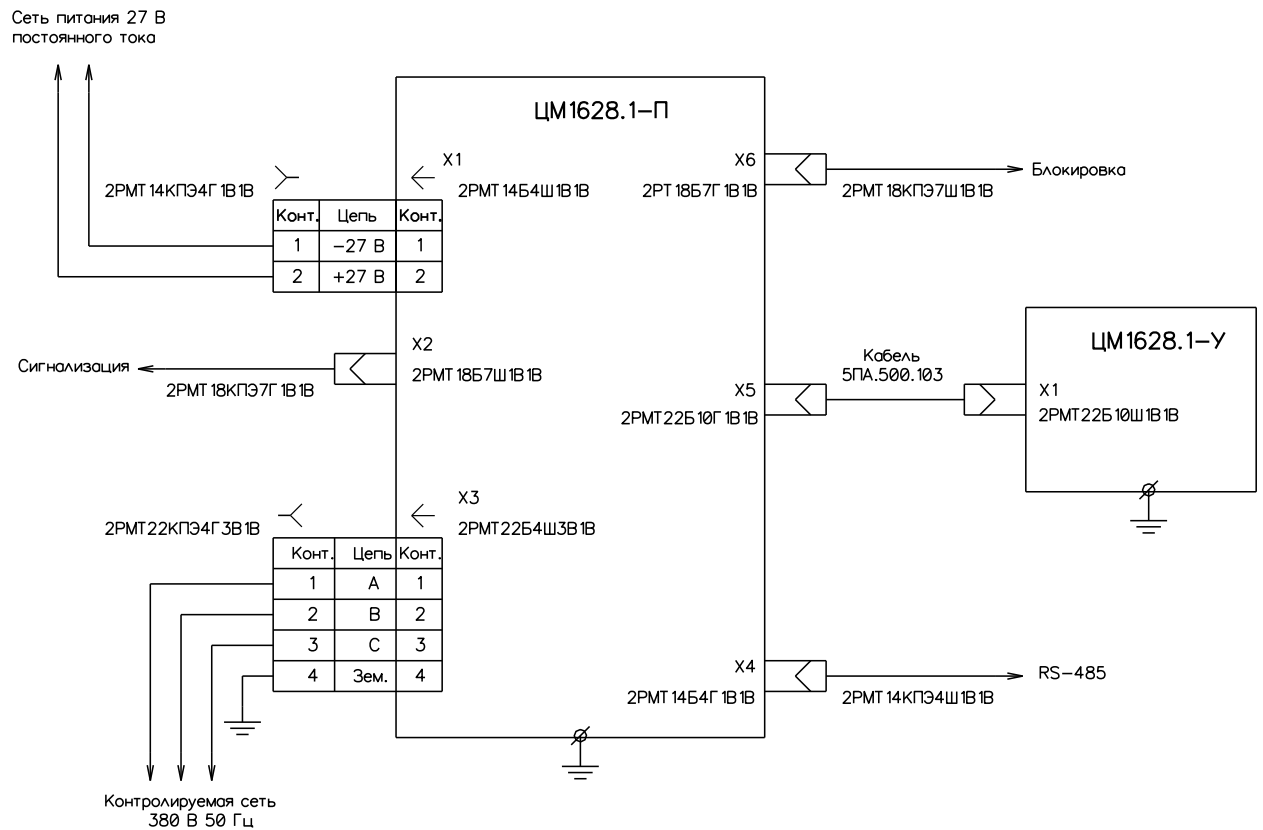 Сеть питания 27 В
постоянного тока
ЦМ1628.1-П
X1
2РМТ14КПЭ4Г1В1В
2РМТ14Б4Ш1В1В
Конт. Цепь Конт.
1 -27 В 1
2 +27 В 2
X6
2РТ18Б7Г1В1В
2РМТ18КПЭ7Ш1В1В
Блокировка
X2
Сигнализация
2РМТ18КПЭ7Г1В1В
2РМТ18Б7Ш1В1В
Кабель
5ПА.500.103
X5
2РМТ22Б10Г1В1В
ЦМ1628.1-У
X1
2РМТ22Б10Ш1В1В
X3
2РМТ22КПЭ4Г3В1В
2РМТ22Б4Ш3В1В
Конт. Цепь Конт.
1 А 1
2 В 2
3 С 3
4 Зем. 4
X4
2РМТ14Б4Г1В1В
2РМТ14КПЭ4Ш1В1В
RS-485
Контролируемая сеть
380 В 50 Гц